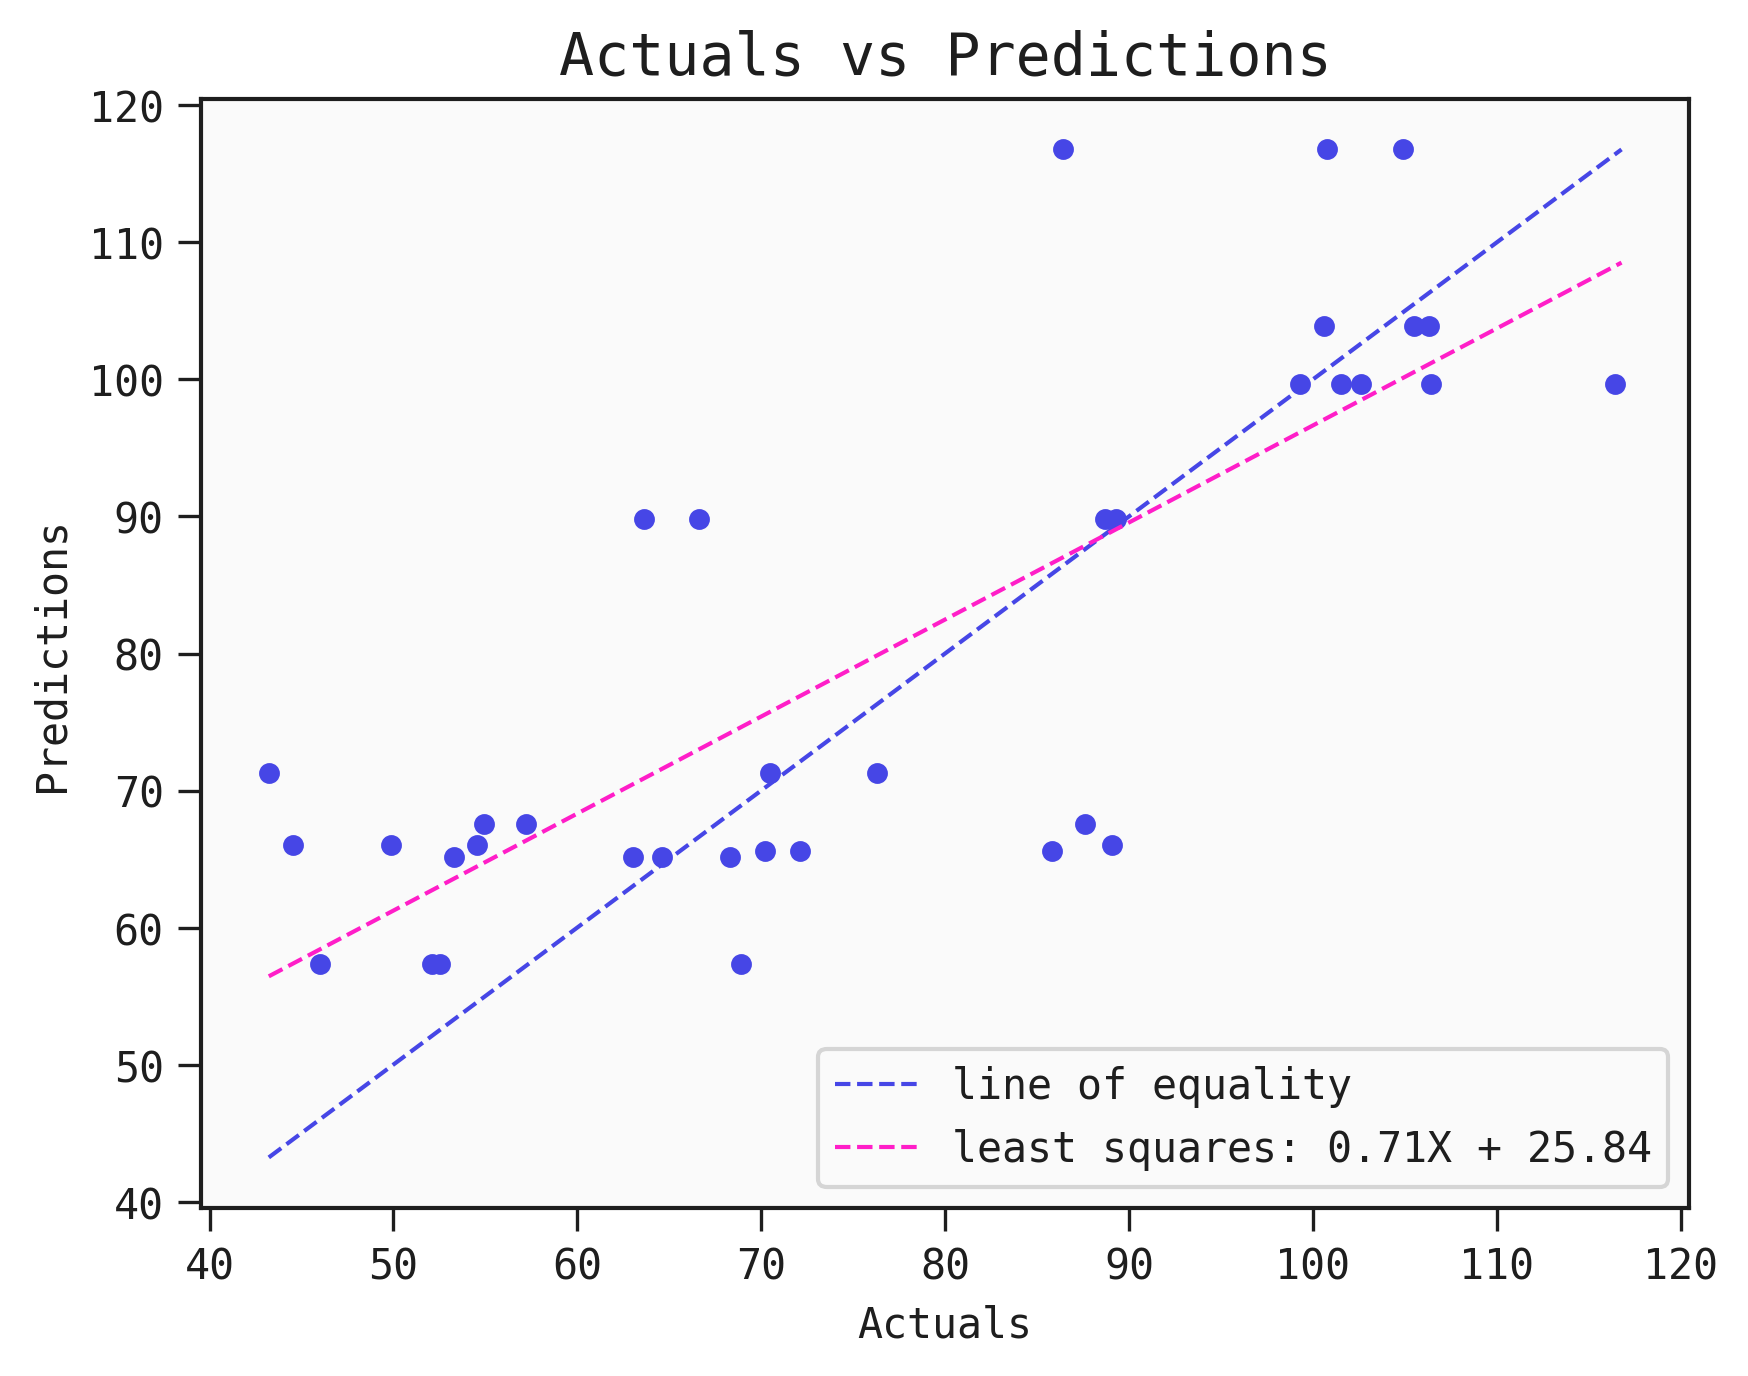 Actuals vs Predictions
120
110
100
90
80
70
60
50
40
Predictions
line of equality
least squares: 0.71X + 25.84
40 50 60 70 80 90 100 110 120
Actuals